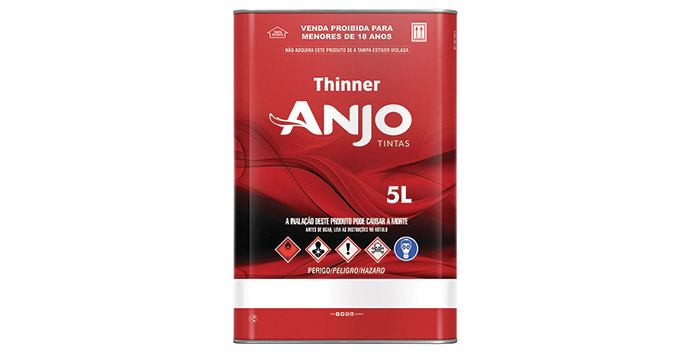 VENDA PROIBIDA PARA
MENORES DE 18 ANOS
NÃO ADQUIRA ESTE PRODUTO SE A TAMPA ESTIVER VIOLADA
Thinner
ANJO
TINTAS
5L
A INALAÇÃO DESTE PRODUTO PODE CAUSAR A MORTE
ANTES DE USAR, LEIA AS INSTRUÇÕES NO RÓTULO
PERIGO/PELIGRO/HAZARD